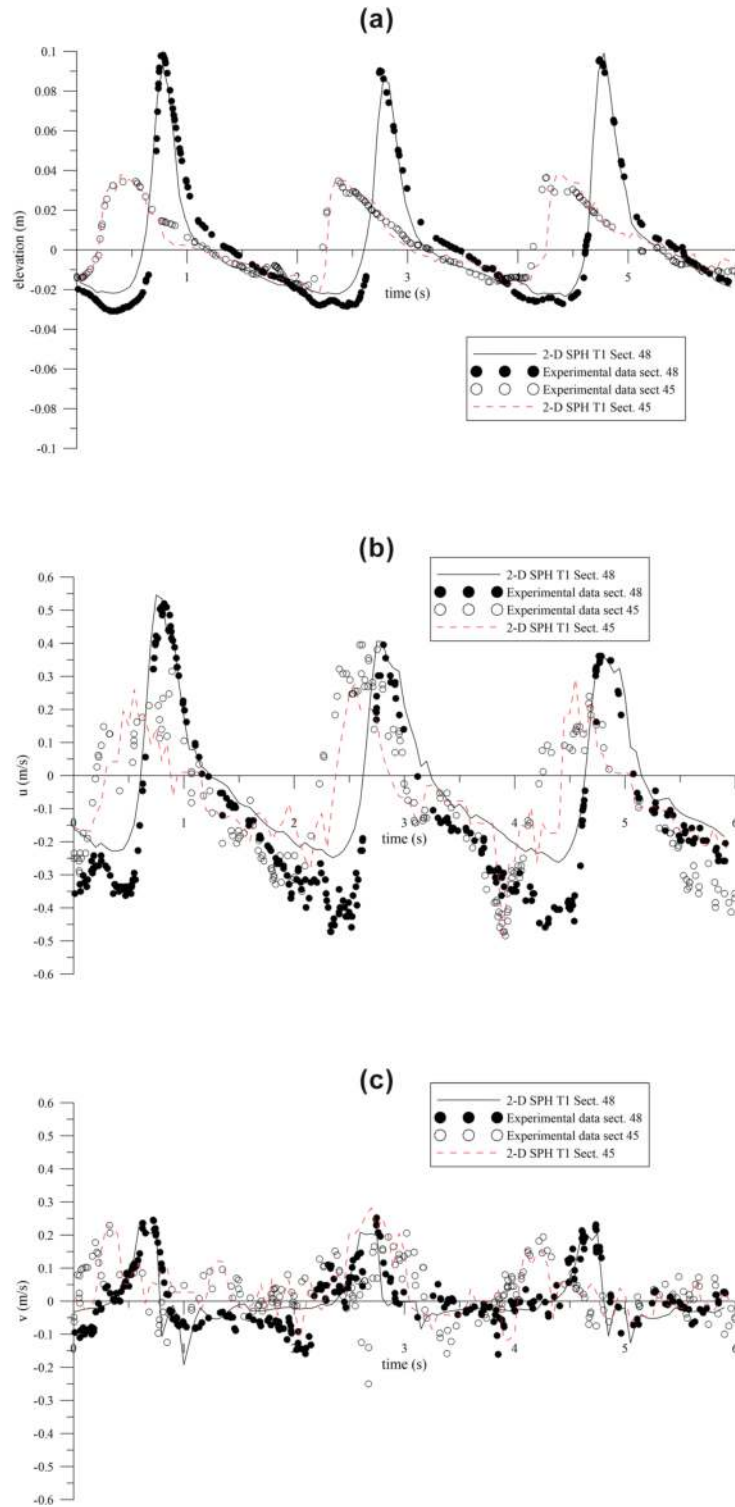 (a)
0.1
0.08
0.06
0.04
0.02
0
-0.02
-0.04
-0.06
-0.08
-0.1
elevation (m)
0 1 2 3 4 5 6
time (s)
2-D SPH T1 Sect. 48
Experimental data sect. 48
Experimental data sect 45
2-D SPH T1 Sect. 45
(b)
0.6
0.5
0.4
0.3
0.2
0.1
0
-0.1
-0.2
-0.3
-0.4
-0.5
-0.6
u (m/s)
0 1 2 3 4 5 6
time (s)
2-D SPH T1 Sect. 48
Experimental data sect. 48
Experimental data sect 45
2-D SPH T1 Sect. 45
(c)
0.6
0.5
0.4
0.3
0.2
0.1
0
-0.1
-0.2
-0.3
-0.4
-0.5
-0.6
v (m/s)
0 1 2 3 4 5 6
time (s)
2-D SPH T1 Sect. 48
Experimental data sect. 48
Experimental data sect 45
2-D SPH T1 Sect. 45